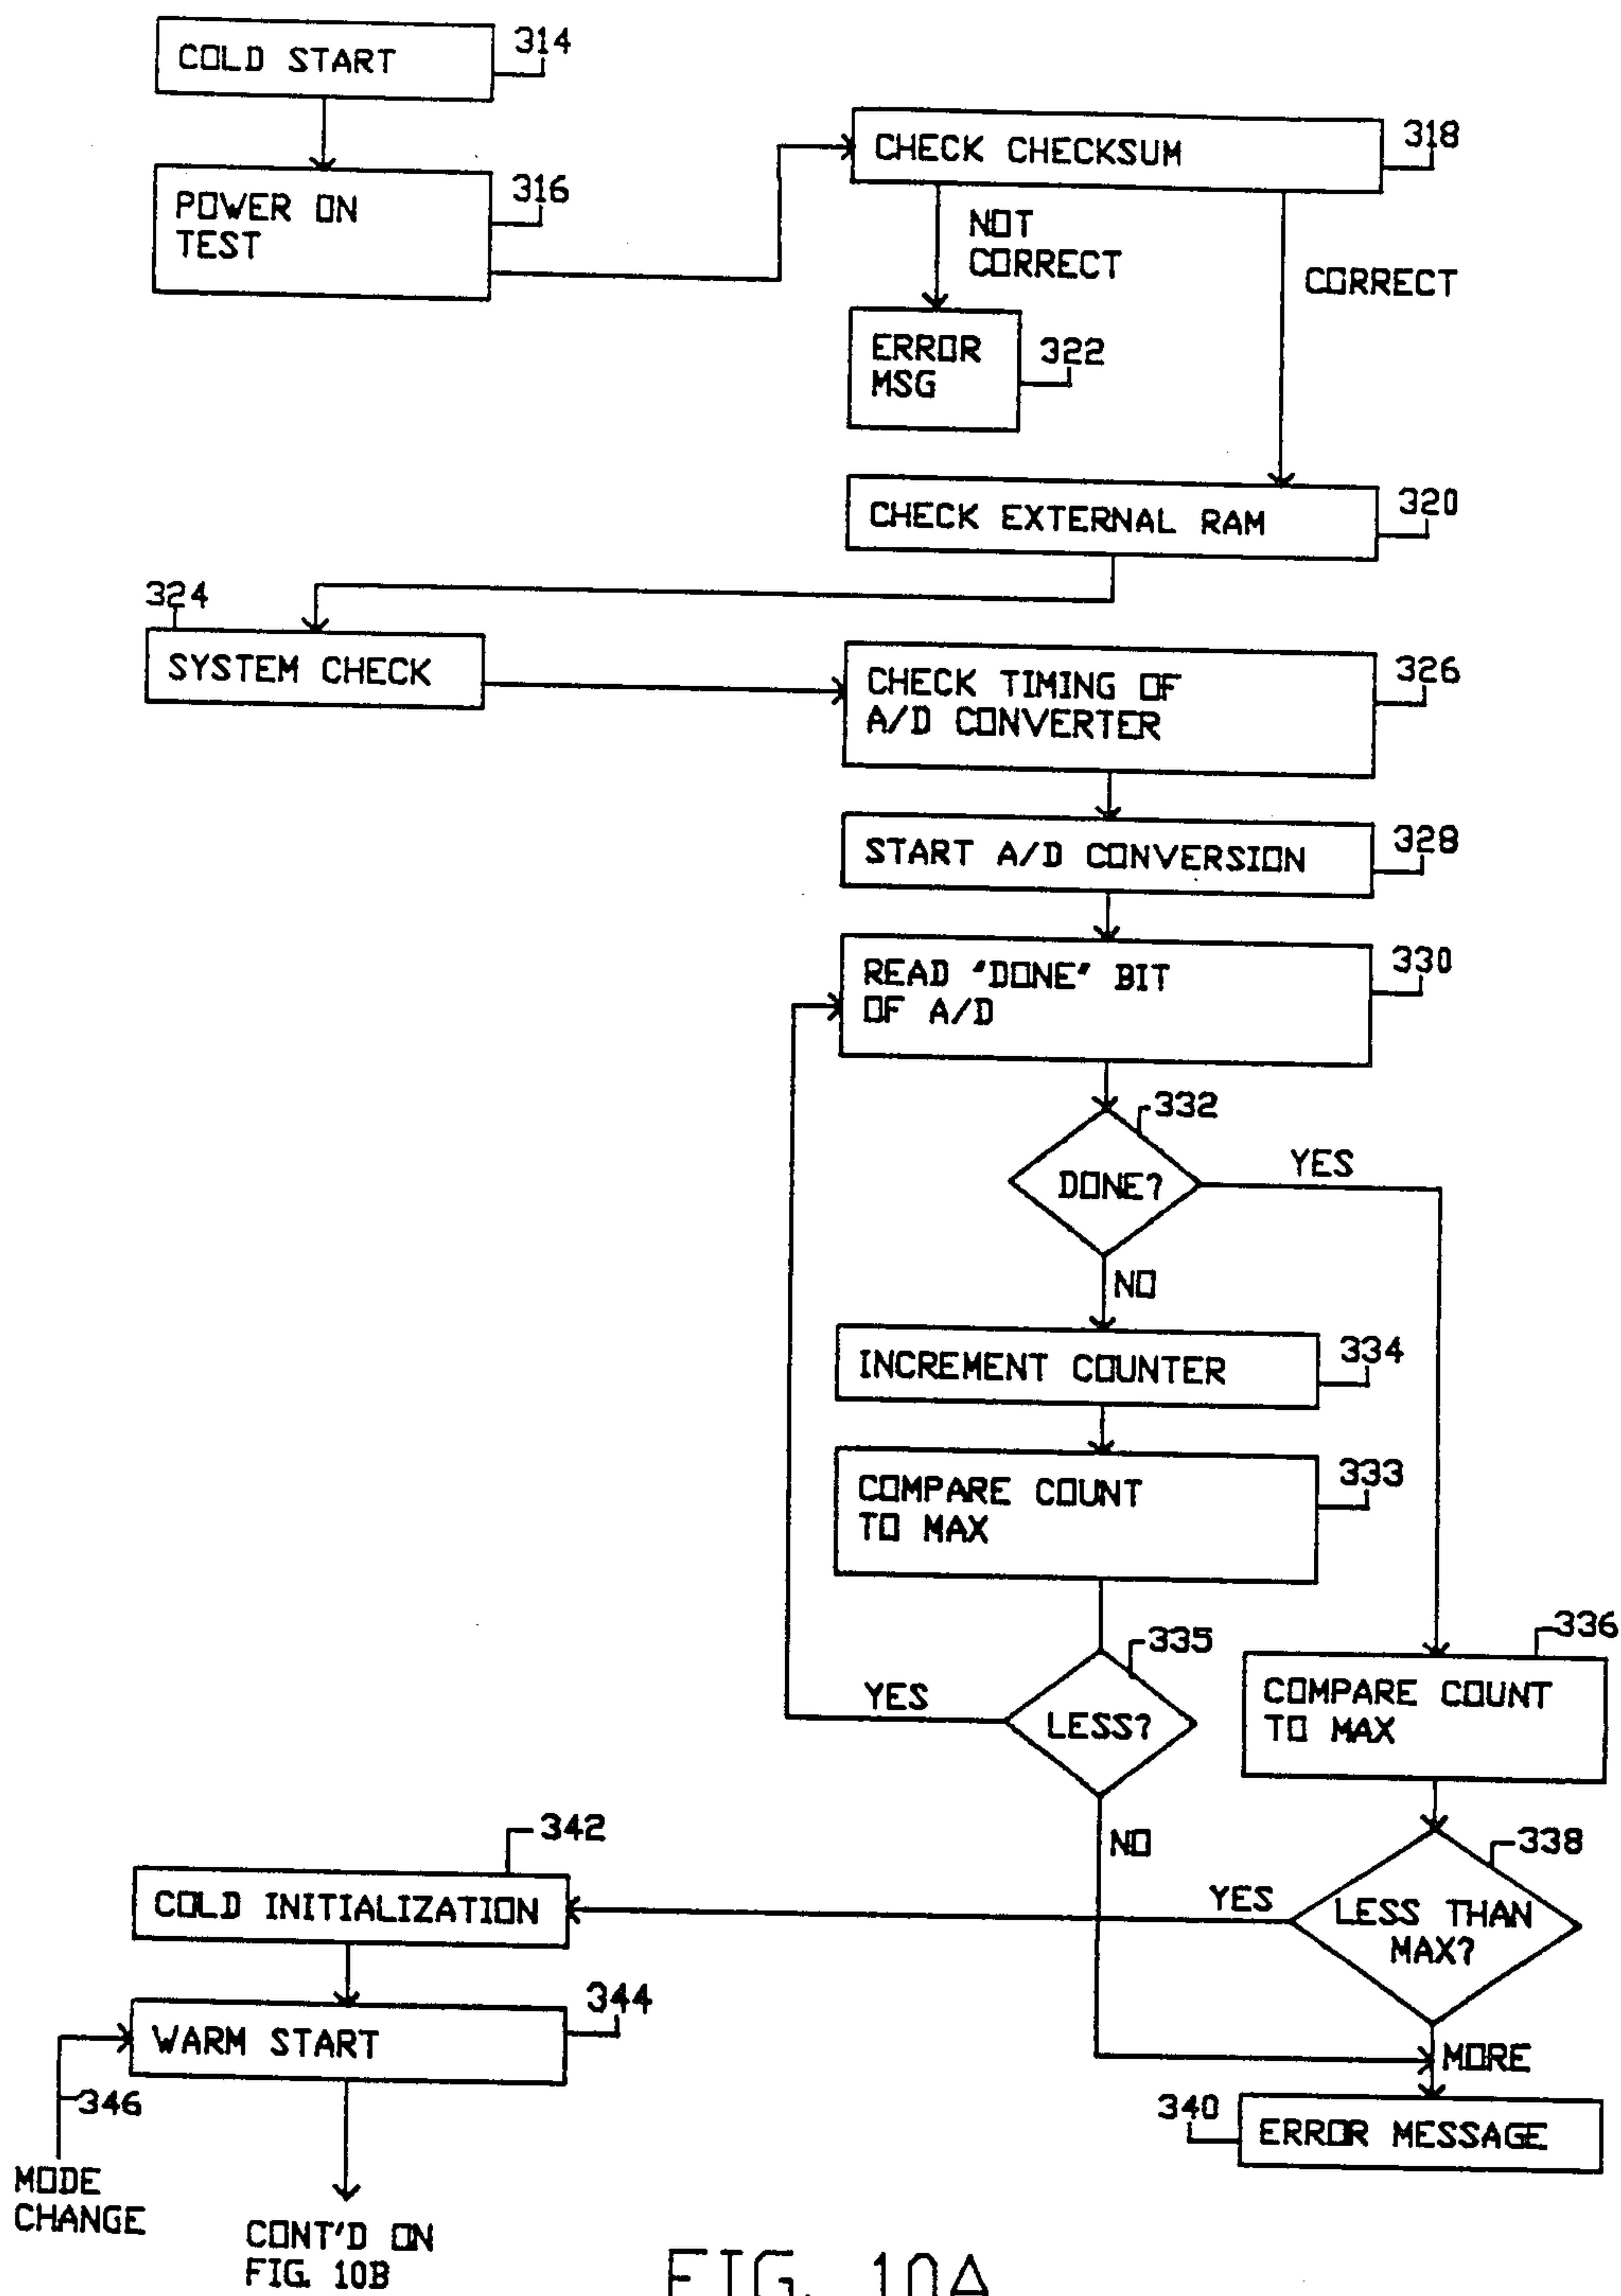 COLD START
314
POWER ON
TEST
316
CHECK CHECKSUM
318
NOT
CORRECT
CORRECT
ERROR
MSG
322
CHECK EXTERNAL RAM
320
324
SYSTEM CHECK
CHECK TIMING OF
A/D CONVERTER
326
START A/D CONVERSION
328
READ "DONE" BIT
OF A/D
330
332
DONE?
YES
NO
INCREMENT COUNTER
334
COMPARE COUNT
TO MAX
333
335
LESS?
YES
NO
336
COMPARE COUNT
TO MAX
338
LESS THAN
MAX?
YES
MORE
340
ERROR MESSAGE
342
COLD INITIALIZATION
344
WARM START
346
MODE
CHANGE
CONT'D ON
FIG. 10B
FIG. 10A